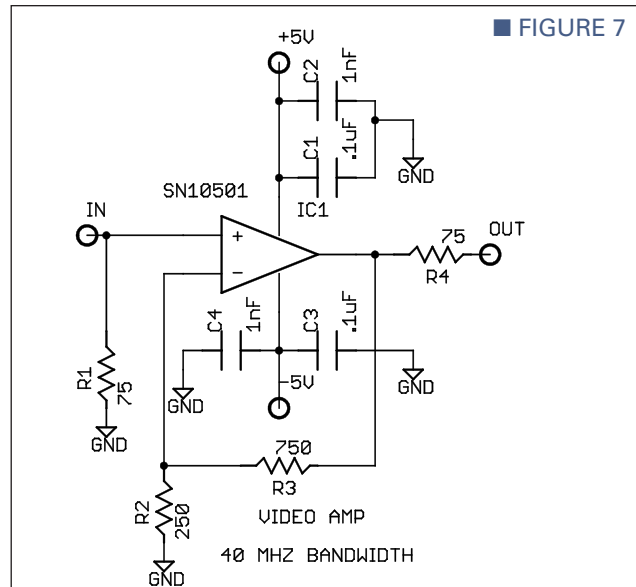 ■ FIGURE 7
+5V
C2
1nF
C1
.1uF
GND
SN10501
IC1
IN
+
−
75
R4
OUT
C4
1nF
C3
.1uF
GND
GND
-5V
R1
75
GND
750
R3
R2
250
GND
VIDEO AMP
40 MHZ BANDWIDTH